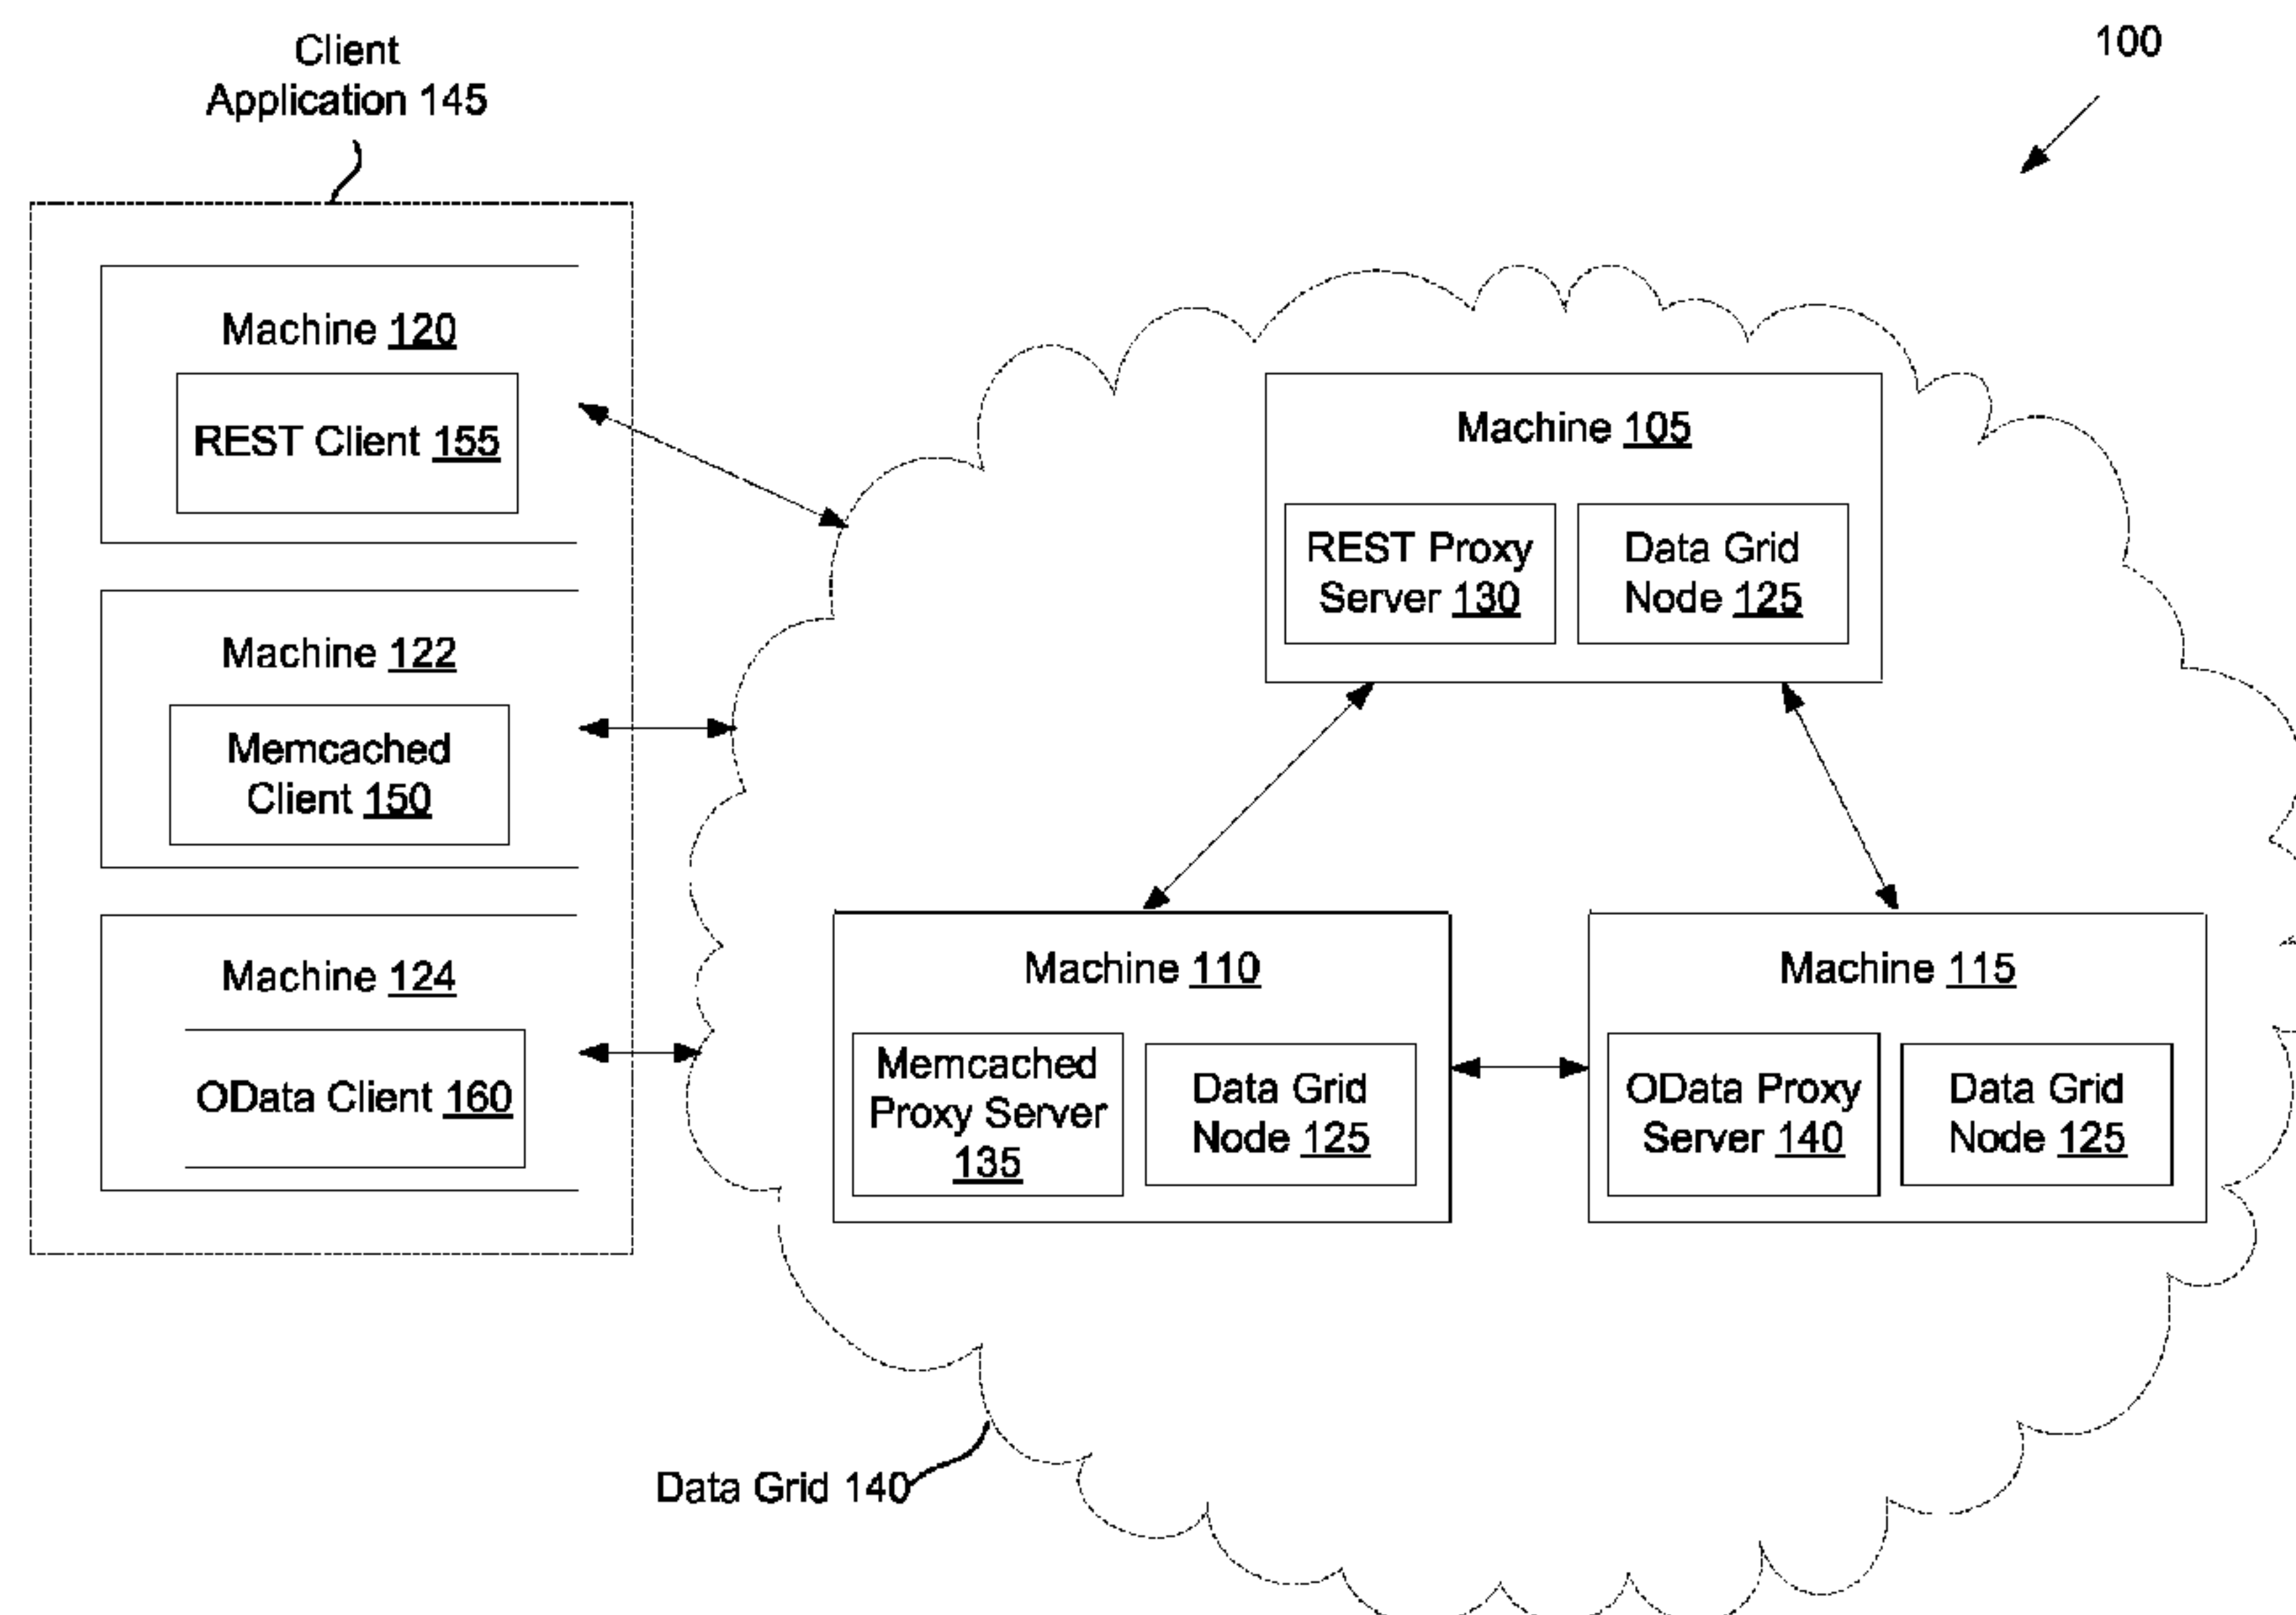 Client
Application 145
100
Machine 120
REST Client 155
Machine 122
Memcached
Client 150
Machine 124
OData Client 160
Machine 105
REST Proxy
Server 130
Data Grid
Node 125
Machine 110
Memcached
Proxy Server
135
Data Grid
Node 125
Machine 115
OData Proxy
Server 140
Data Grid
Node 125
Data Grid 140